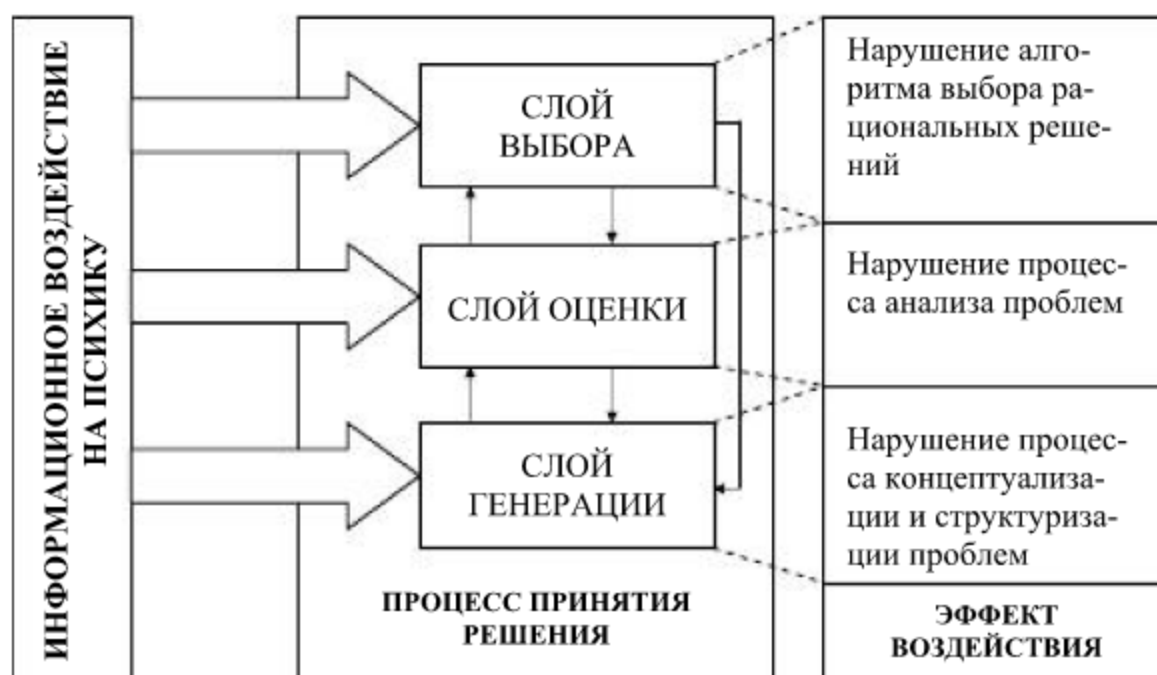 ИНФОРМАЦИОННОЕ ВОЗДЕЙСТВИЕ
НА ПСИХИКУ
СЛОЙ
ВЫБОРА
СЛОЙ ОЦЕНКИ
СЛОЙ
ГЕНЕРАЦИИ
ПРОЦЕСС ПРИНЯТИЯ
РЕШЕНИЯ
Нарушение алго-
ритма выбора ра-
циональных реше-
ний
Нарушение процес-
са анализа проблем
Нарушение процес-
са концептуализа-
ции и структуриза-
ции проблем
ЭФФЕКТ
ВОЗДЕЙСТВИЯ